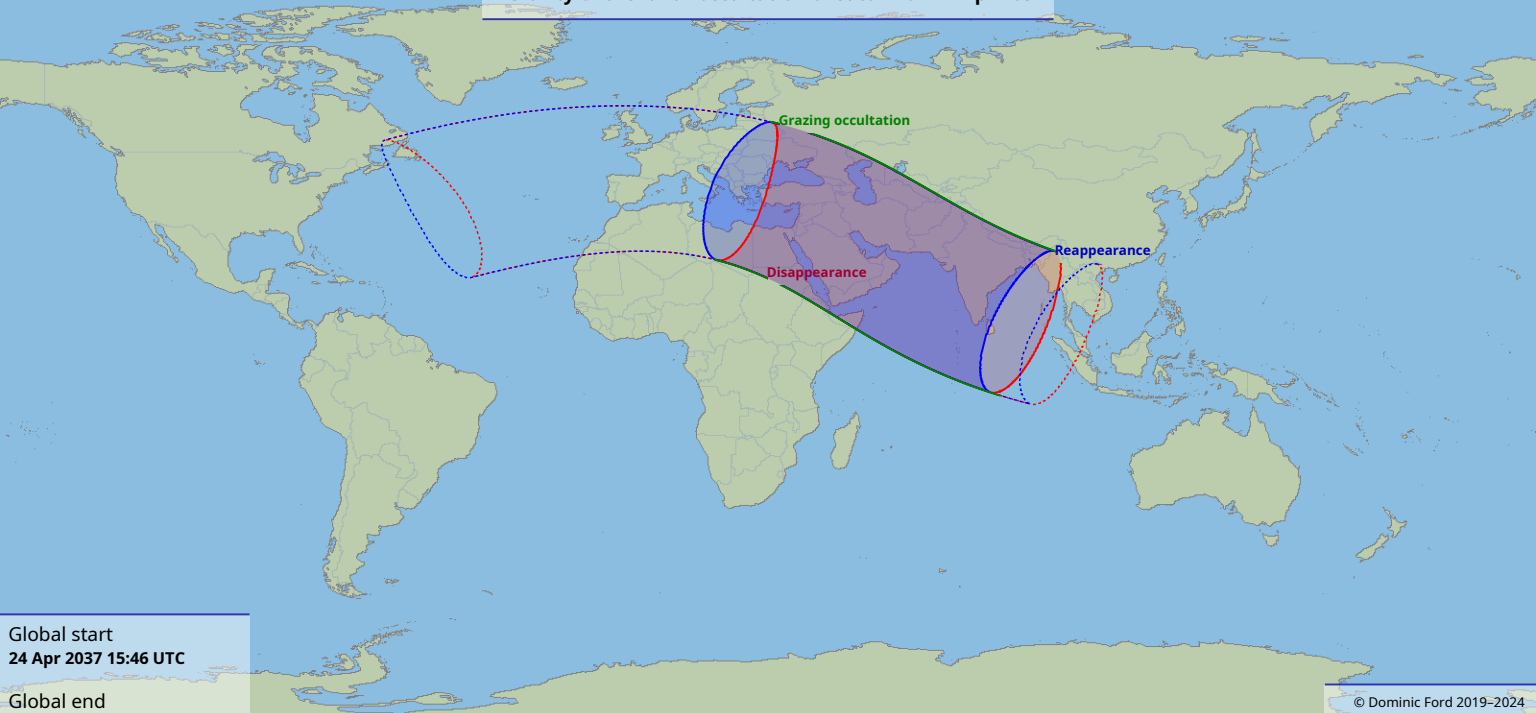 Grazing occultation
Reappearance
Disappearance
Global start
24 Apr 2037 15:46 UTC
Global end
© Dominic Ford 2019–2024